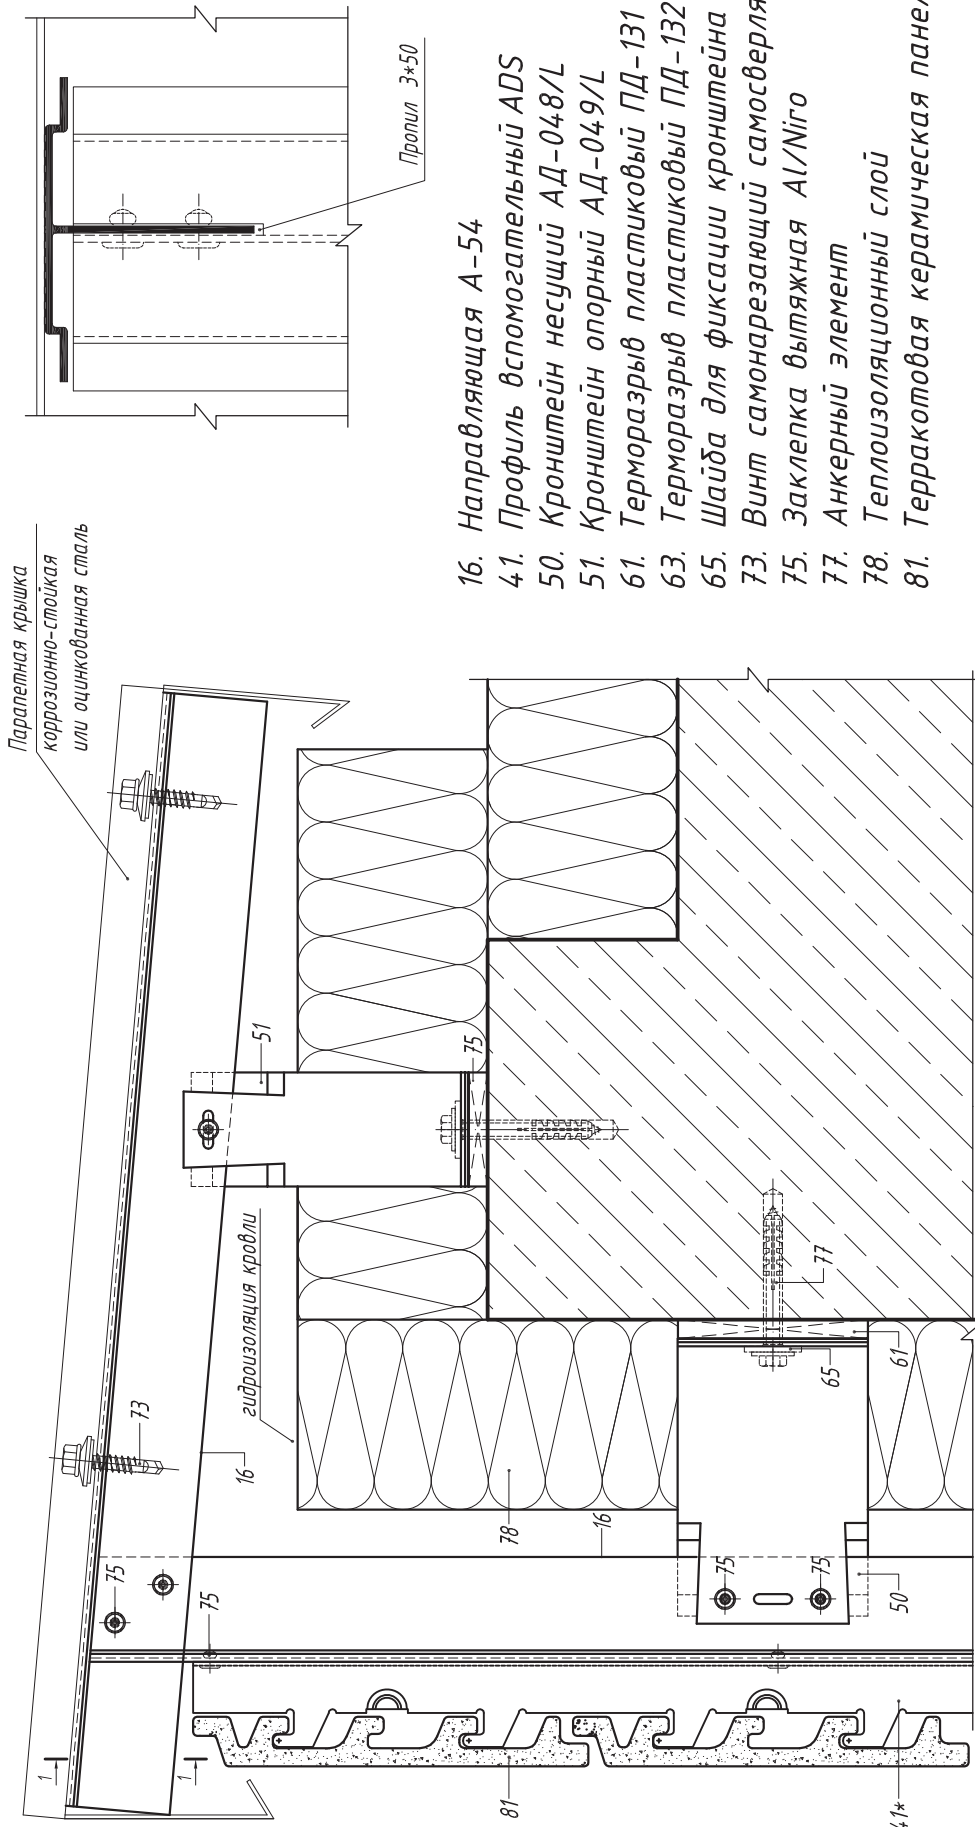 Парапетная крышка
коррозионно-стойкая
или оцинкованная сталь
Пропил 3*50
16. Направляющая А-54
41. Профиль вспомогательный ADS
50. Кронштейн несущий АД-048/L
51. Кронштейн опорный АД-049/L
61. Терморазрыв пластиковый ПД-131
63. Терморазрыв пластиковый ПД-132
65. Шайба для фиксации кронштейна
73. Винт самонарезающий
75. Заклепка вытяжная Al/Niro
77. Анкерный элемент
78. Теплоизоляционный слой
81. Терракотовая керамическая
гидроизоляция кровли
51
75
73
16
77
61
65
78
16
75
75
75
75
50
1
1
81
41*